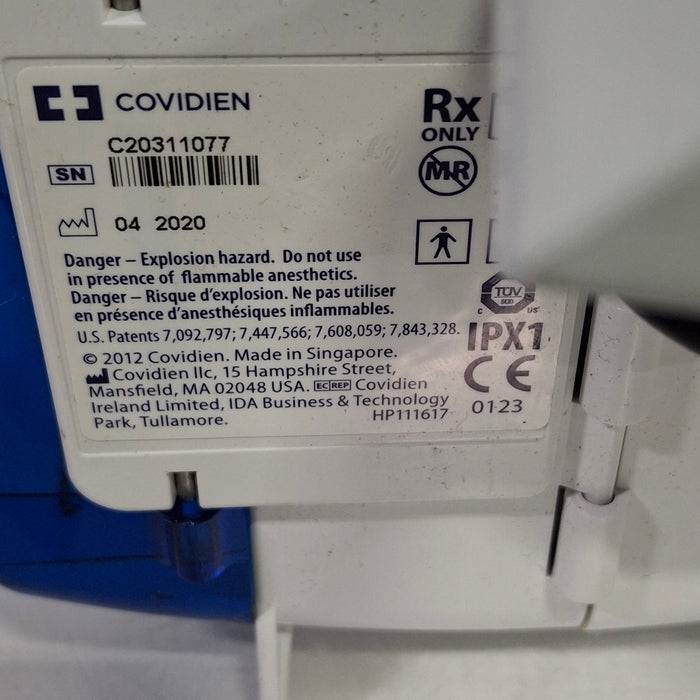 COVIDIEN
Rx
ONLY
C20311077
SN
MR
04 2020
Danger – Explosion hazard. Do not use
in presence of flammable anesthetics.
Danger – Risque d'explosion. Ne pas utiliser
en présence d'anesthésiques inflammables.
TÜV
SÜD
C US
U.S. Patents 7,092,797; 7,447,566; 7,608,059; 7,843,328.
IPX1
© 2012 Covidien. Made in Singapore.
Covidien llc, 15 Hampshire Street,
Mansfield, MA 02048 USA. EC REP Covidien
Ireland Limited, IDA Business & Technology
Park, Tullamore.
HP111617
CE
0123